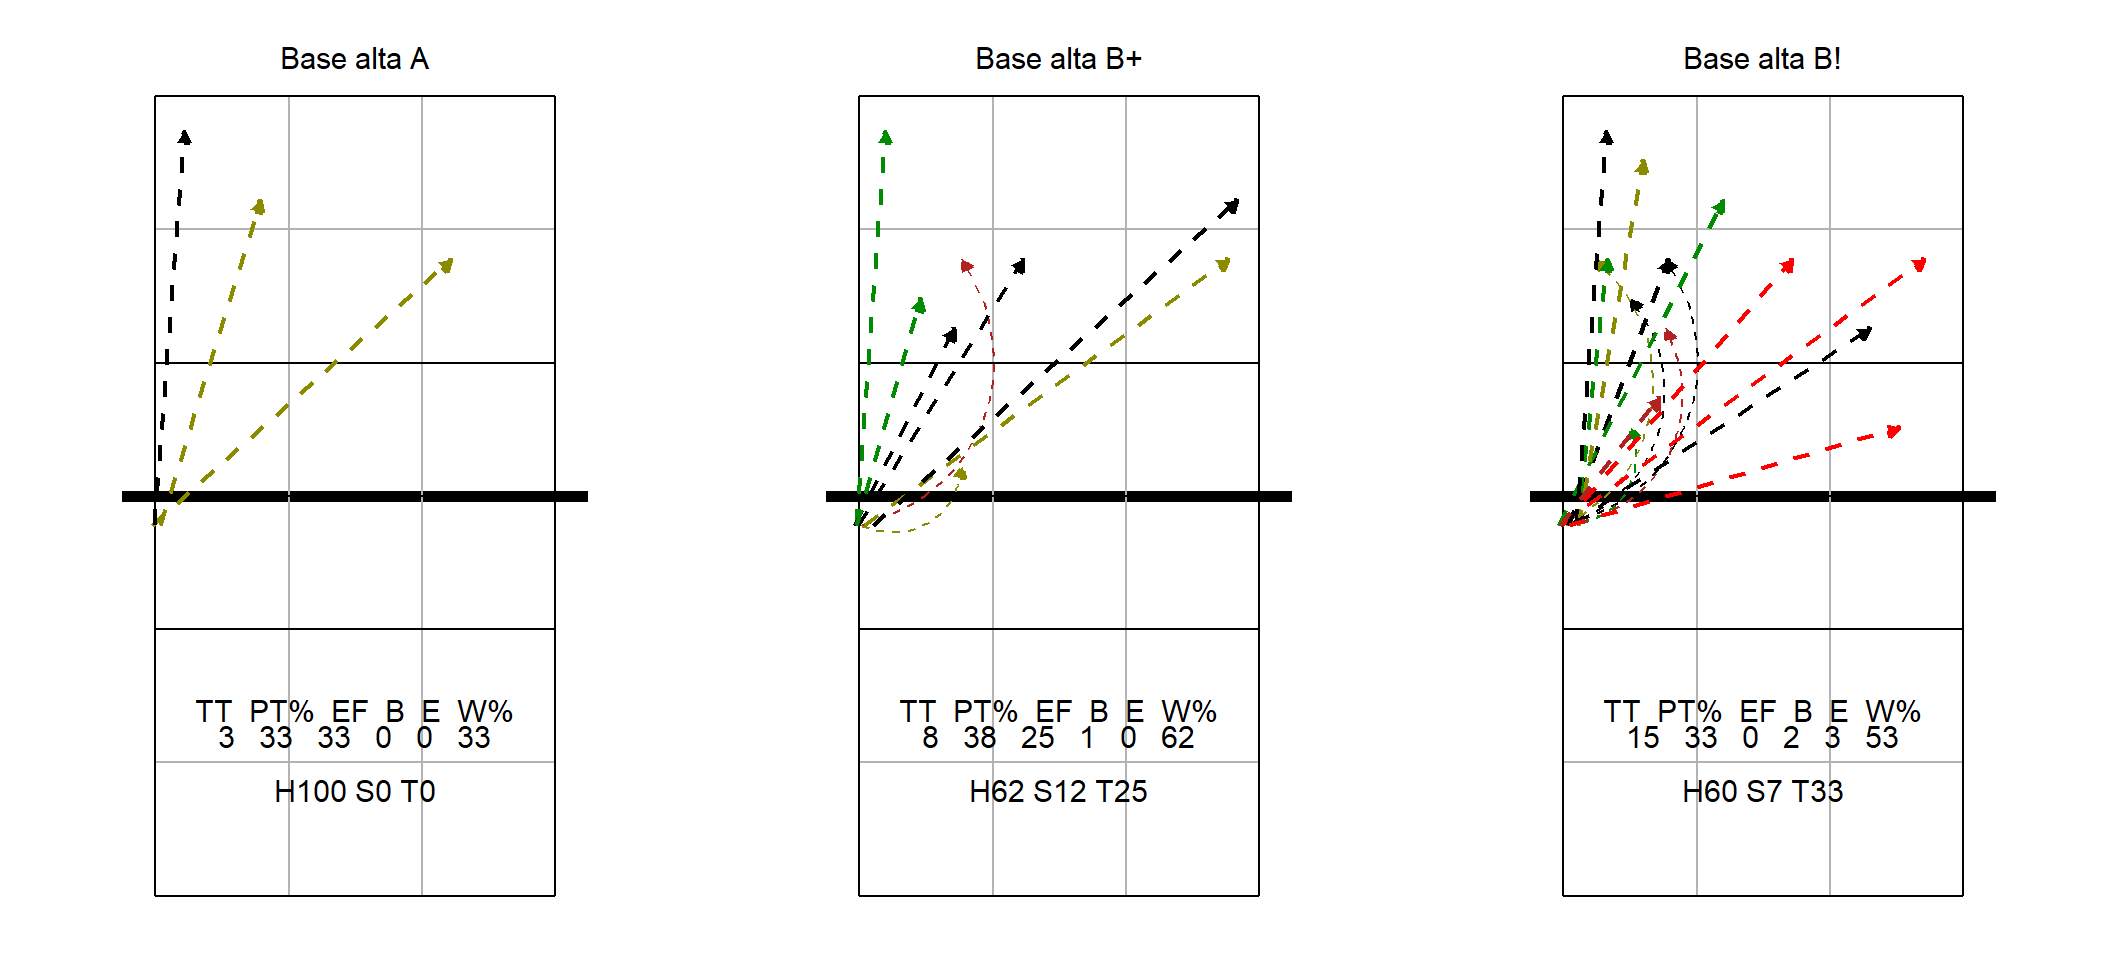 Base alta A
TT PT% EF B E W%
3 33 33 0 0 33
H100 S0 T0
Base alta B+
TT PT% EF B E W%
8 38 25 1 0 62
H62 S12 T25
Base alta B!
TT PT% EF B E W%
15 33 0 2 3 53
H60 S7 T33